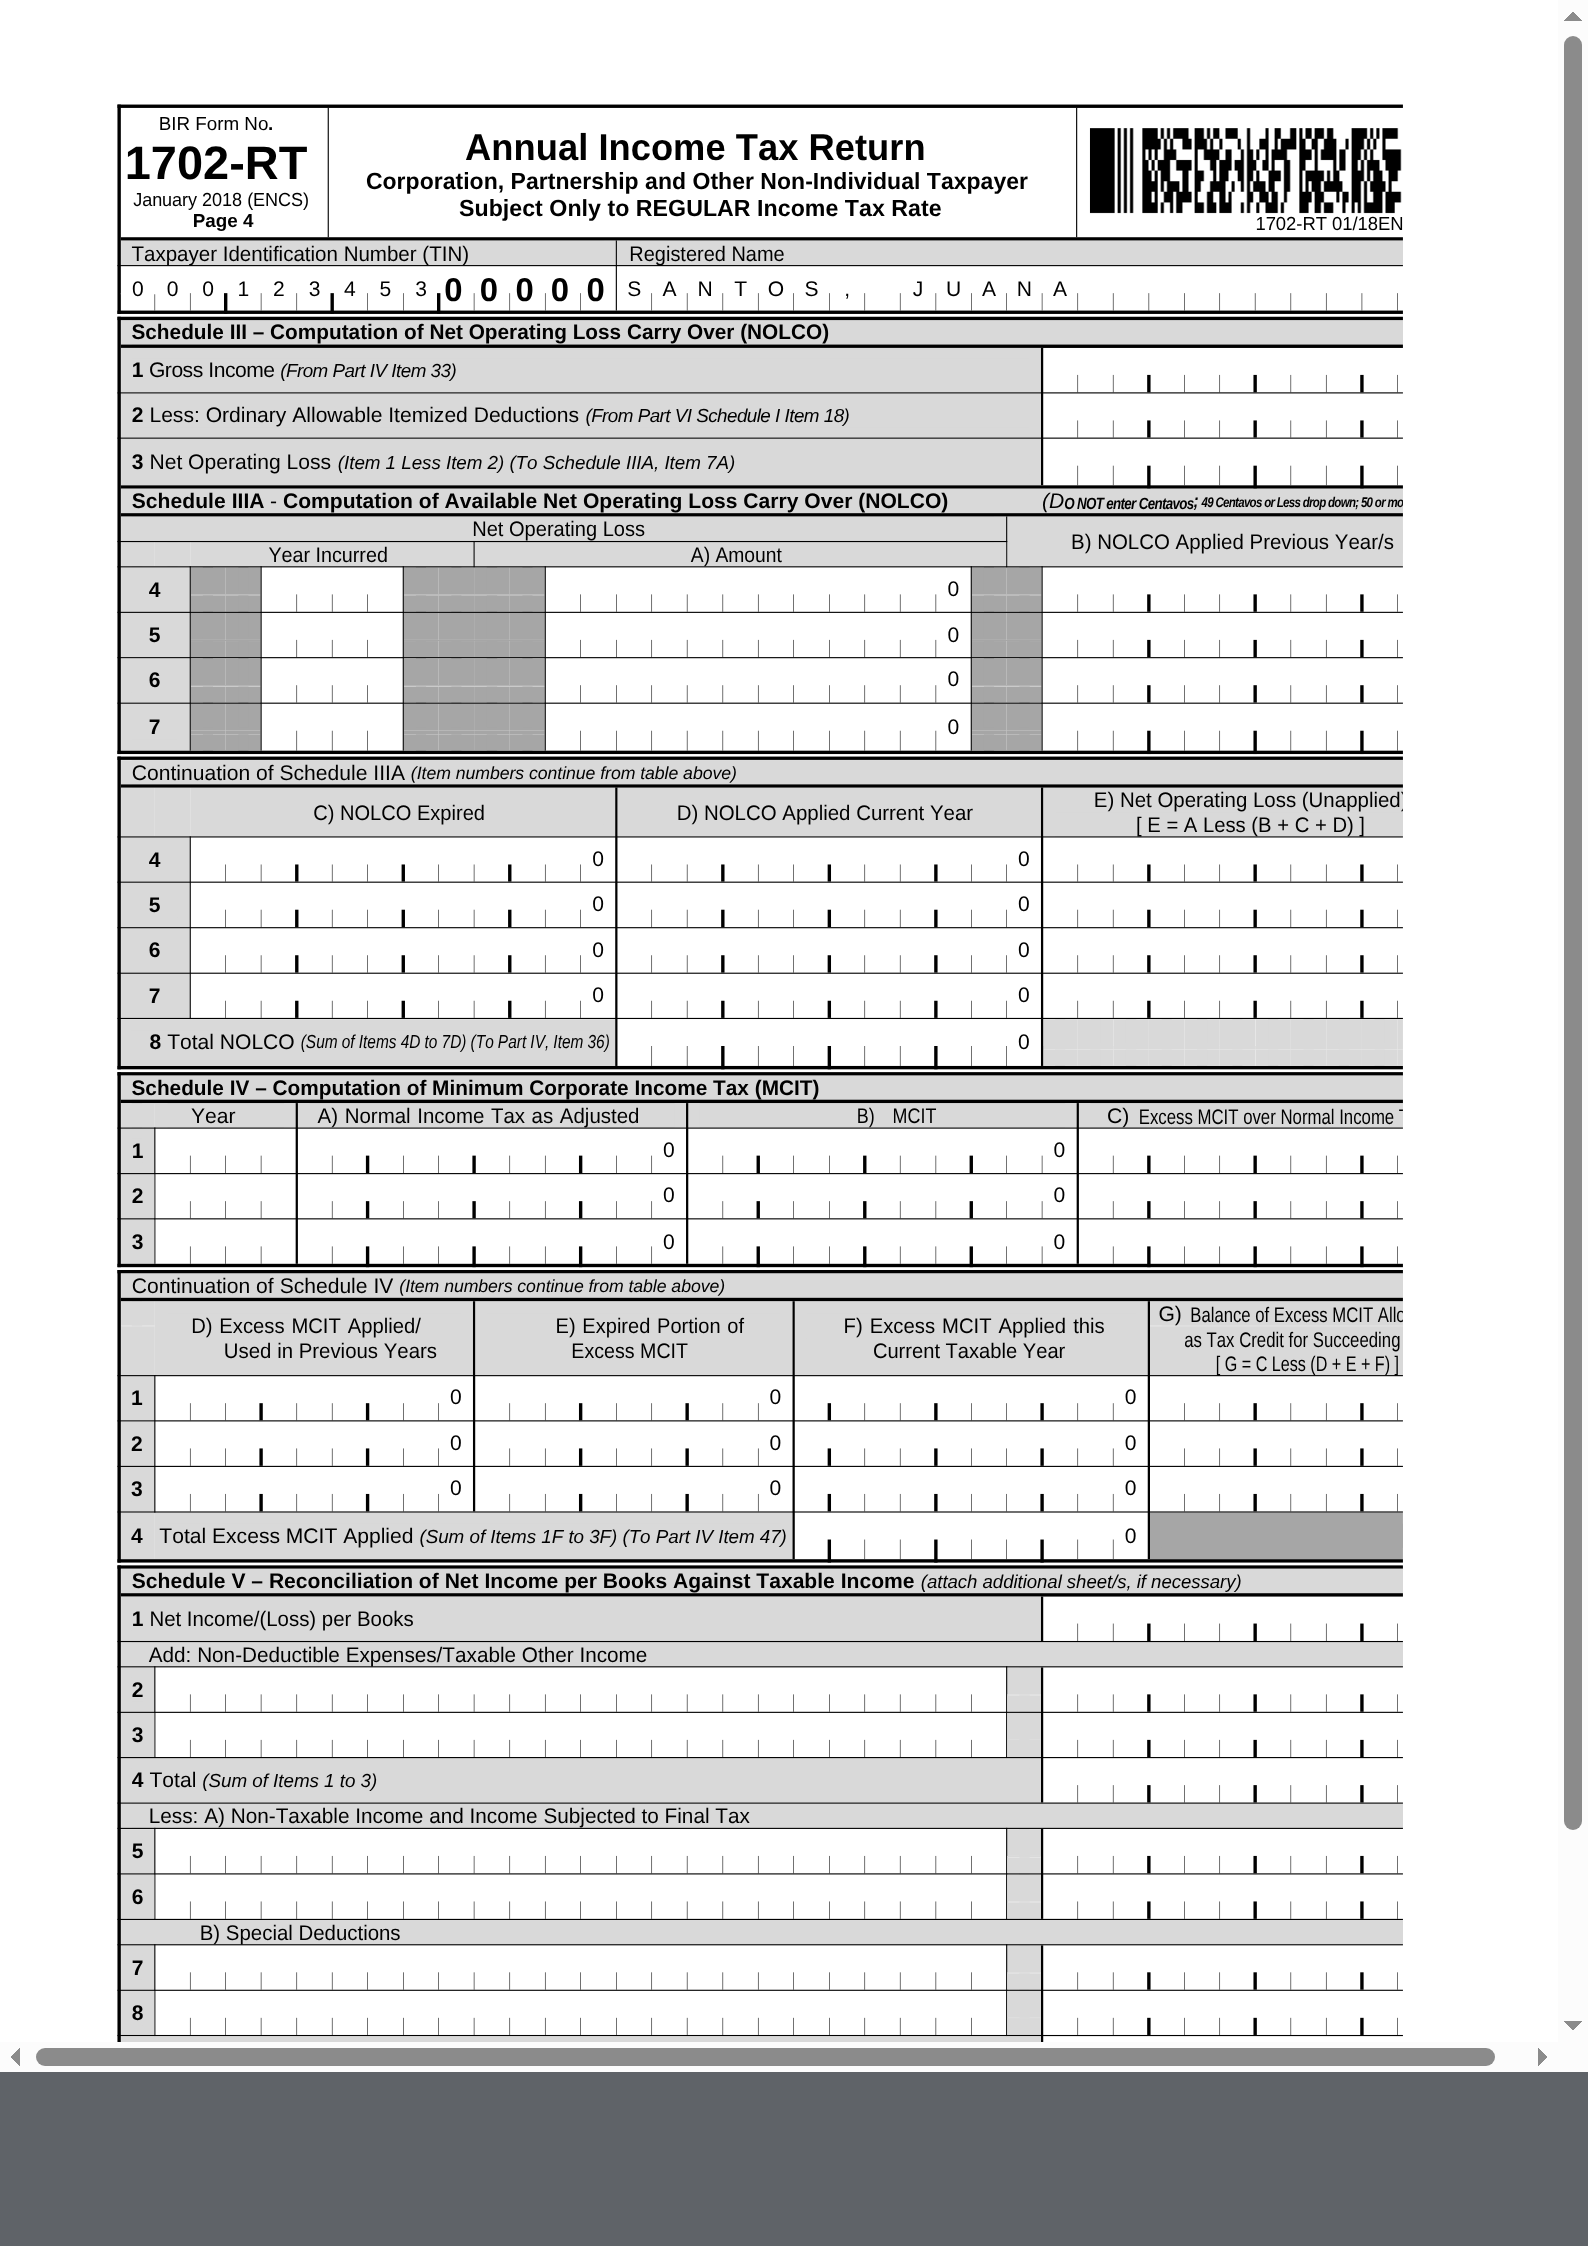 BIR Form No.
1702-RT
January 2018 (ENCS)
Page 4
Annual Income Tax Return
Corporation, Partnership and Other Non-Individual Taxpayer
Subject Only to REGULAR Income Tax Rate
1702-RT 01/18EN
Taxpayer Identification Number (TIN) Registered Name
0 0 0 1 2 3 4 5 3 0 0 0 0 0 S A N T O S , J U A N A
Schedule III – Computation of Net Operating Loss Carry Over (NOLCO)
1 Gross Income (From Part IV Item 33)
2 Less: Ordinary Allowable Itemized Deductions (From Part VI Schedule I Item 18)
3 Net Operating Loss (Item 1 Less Item 2) (To Schedule IIIA, Item 7A)
Schedule IIIA - Computation of Available Net Operating Loss Carry Over (NOLCO) (DO NOT enter Centavos; 49 Centavos or Less drop down; 50 or mo
Net Operating Loss
B) NOLCO Applied Previous Year/s
Year Incurred A) Amount
4 0
5 0
6 0
7 0
Continuation of Schedule IIIA (Item numbers continue from table above)
C) NOLCO Expired D) NOLCO Applied Current Year E) Net Operating Loss (Unapplied)
[ E = A Less (B + C + D) ]
4 0 0
5 0 0
6 0 0
7 0 0
8 Total NOLCO (Sum of Items 4D to 7D) (To Part IV, Item 36) 0
Schedule IV – Computation of Minimum Corporate Income Tax (MCIT)
Year A) Normal Income Tax as Adjusted B) MCIT C) Excess MCIT over Normal Income T
1 0 0
2 0 0
3 0 0
Continuation of Schedule IV (Item numbers continue from table above)
D) Excess MCIT Applied/
Used in Previous Years
E) Expired Portion of
Excess MCIT
F) Excess MCIT Applied this
Current Taxable Year
G) Balance of Excess MCIT Allo
as Tax Credit for Succeeding
[ G = C Less (D + E + F) ]
1 0 0 0
2 0 0 0
3 0 0 0
4 Total Excess MCIT Applied (Sum of Items 1F to 3F) (To Part IV Item 47) 0
Schedule V – Reconciliation of Net Income per Books Against Taxable Income (attach additional sheet/s, if necessary)
1 Net Income/(Loss) per Books
Add: Non-Deductible Expenses/Taxable Other Income
2
3
4 Total (Sum of Items 1 to 3)
Less: A) Non-Taxable Income and Income Subjected to Final Tax
5
6
B) Special Deductions
7
8